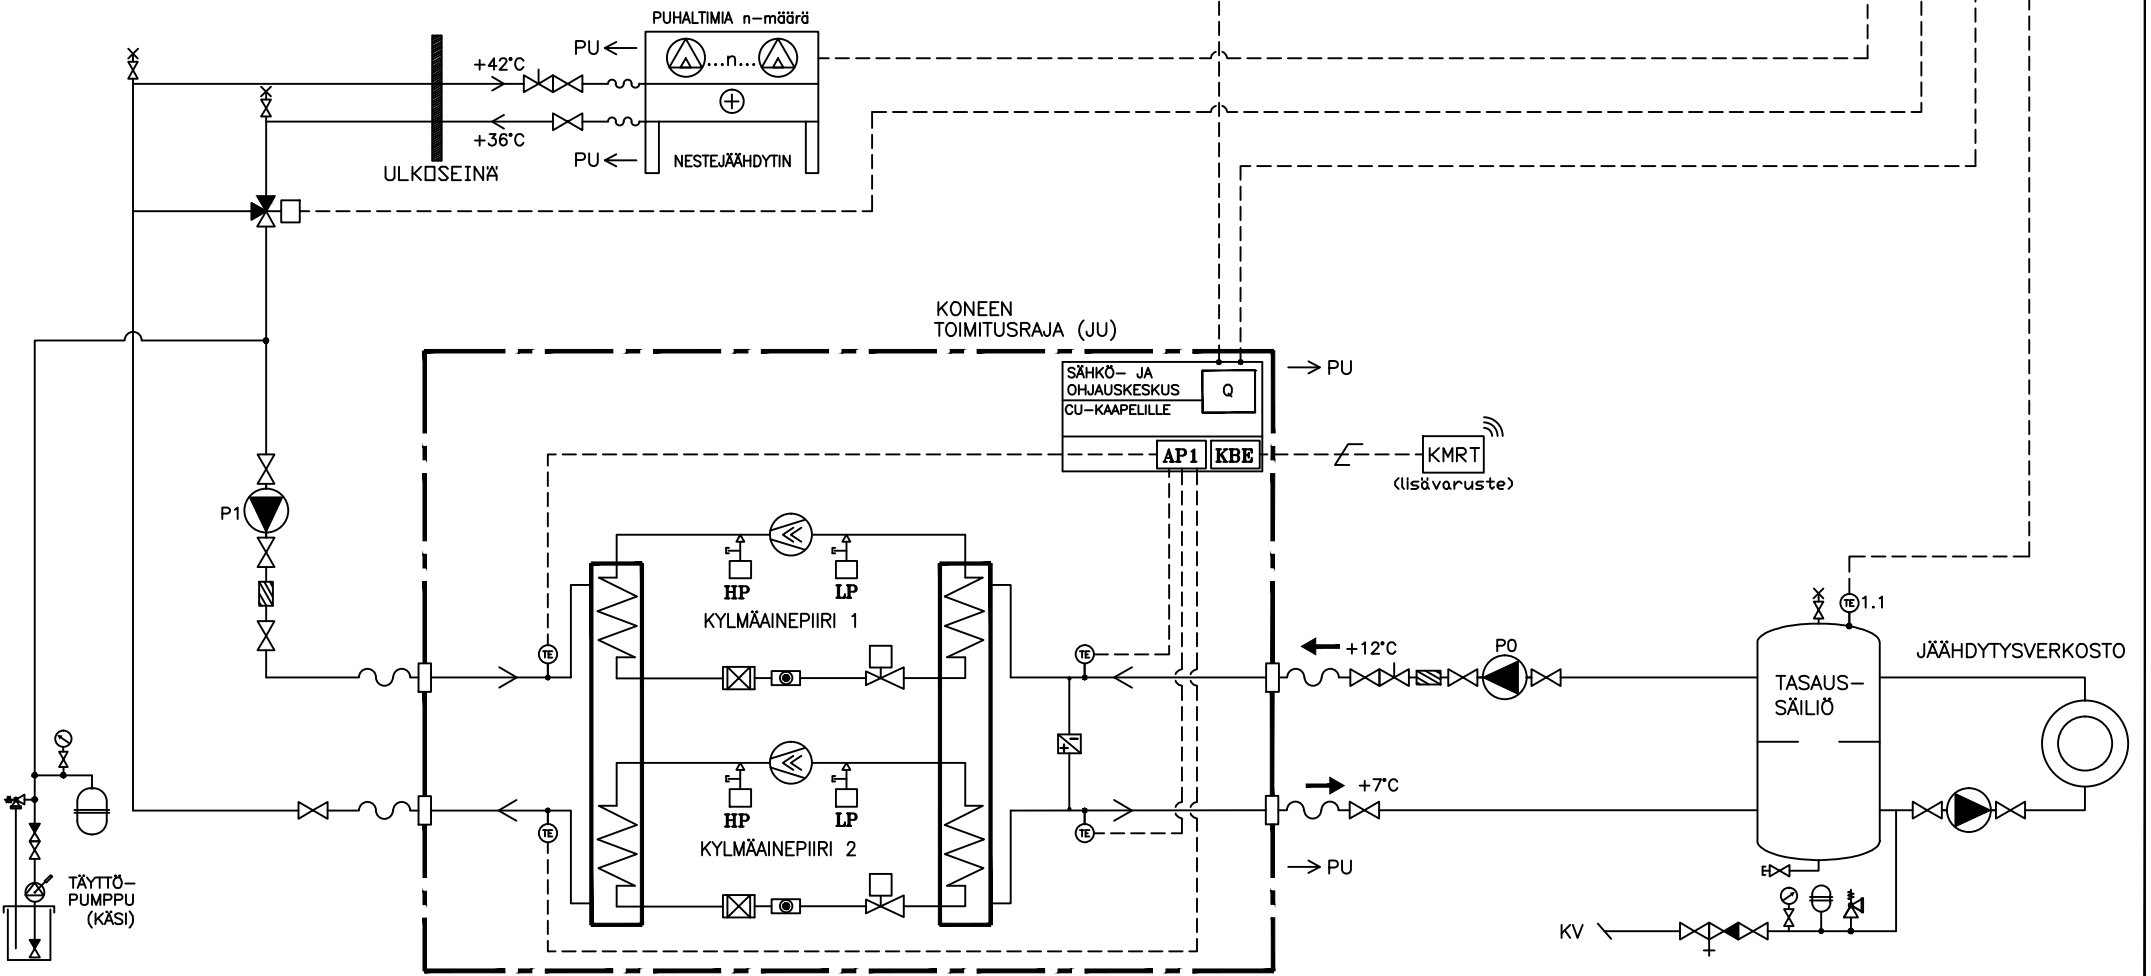 PUHALTIMIA n-määrä
PU
...n...
+42°C
+36°C
PU
NESTEJÄÄHDYTIN
ULKOSEINÄ
KONEEN
TOIMITUSRAJA (JU)
SÄHKÖ- JA
OHJAUSKESKUS
Q
CU-KAAPELILLE
AP1
KBE
PU
KMRT
(lisävaruste)
P1
HP
LP
KYLMÄAINEPIIRI 1
TE
TE
+12°C
P0
TE
1.1
JÄÄHDYTYSVERKOSTO
TASAUS-
SÄILIÖ
+7°C
HP
LP
TE
TE
KYLMÄAINEPIIRI 2
PU
TÄYTTÖ-
PUMPPU
(KÄSI)
KV